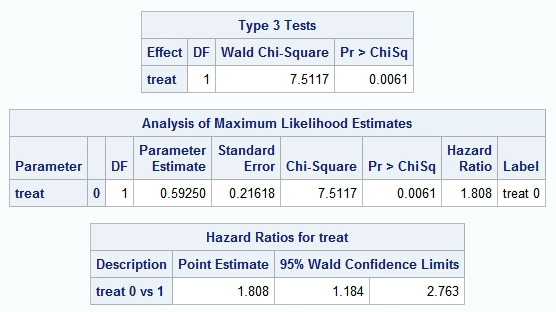 Type 3 Tests
Effect DF Wald Chi-Square Pr > ChiSq
treat 1 7.5117 0.0061
Analysis of Maximum Likelihood Estimates
Parameter DF Parameter Estimate Standard Error Chi-Square Pr > ChiSq Hazard Ratio Label
treat 0 1 0.59250 0.21618 7.5117 0.0061 1.808 treat 0
Hazard Ratios for treat
Description Point Estimate 95% Wald Confidence Limits
treat 0 vs 1 1.808 1.184 2.763